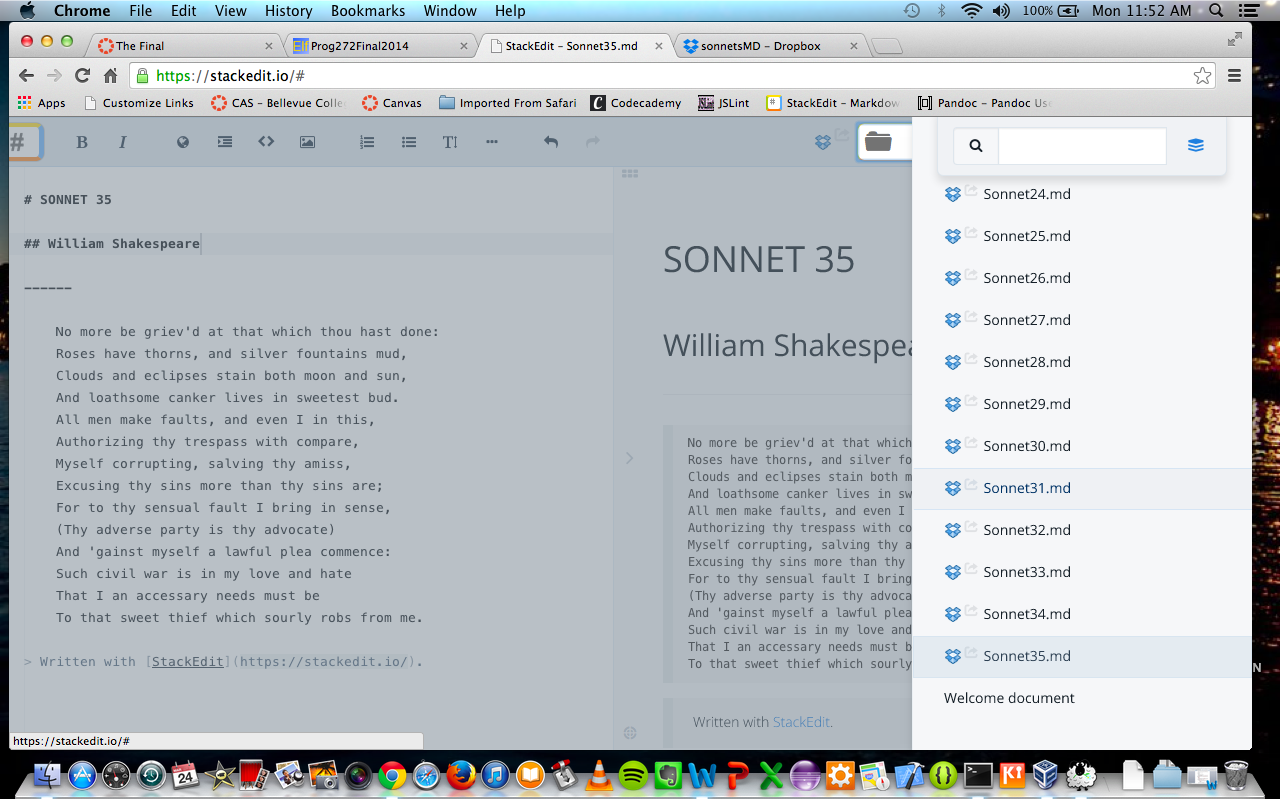 Chrome File Edit View History Bookmarks Window Help 100% Mon 11:52 AM
The Final Prog272Final2014 StackEdit – Sonnet35.md sonnetsMD – Dropbox
https://stackedit.io/#
Apps Customize Links CAS – Bellevue Colle Canvas Imported From Safari Codecademy JSLint StackEdit – Markdow Pandoc – Pandoc Us
# SONNET 35
## William Shakespeare
------
No more be griev'd at that which thou hast done:
Roses have thorns, and silver fountains mud,
Clouds and eclipses stain both moon and sun,
And loathsome canker lives in sweetest bud.
All men make faults, and even I in this,
Authorizing thy trespass with compare,
Myself corrupting, salving thy amiss,
Excusing thy sins more than thy sins are;
For to thy sensual fault I bring in sense,
(Thy adverse party is thy advocate)
And 'gainst myself a lawful plea commence:
Such civil war is in my love and hate
That I an accessary needs must be
To that sweet thief which sourly robs from me.
> Written with [StackEdit](https://stackedit.io/).
https://stackedit.io/#
SONNET 35
William Shakespea
No more be griev'd at that which
Roses have thorns, and silver fo
Clouds and eclipses stain both m
And loathsome canker lives in sw
All men make faults, and even I
Authorizing thy trespass with co
Myself corrupting, salving thy a
Excusing thy sins more than thy
For to thy sensual fault I bring
(Thy adverse party is thy advoca
And 'gainst myself a lawful plea
Such civil war is in my love and
That I an accessary needs must b
To that sweet thief which sourly
Written with StackEdit.
Sonnet24.md
Sonnet25.md
Sonnet26.md
Sonnet27.md
Sonnet28.md
Sonnet29.md
Sonnet30.md
Sonnet31.md
Sonnet32.md
Sonnet33.md
Sonnet34.md
Sonnet35.md
Welcome document
N
24